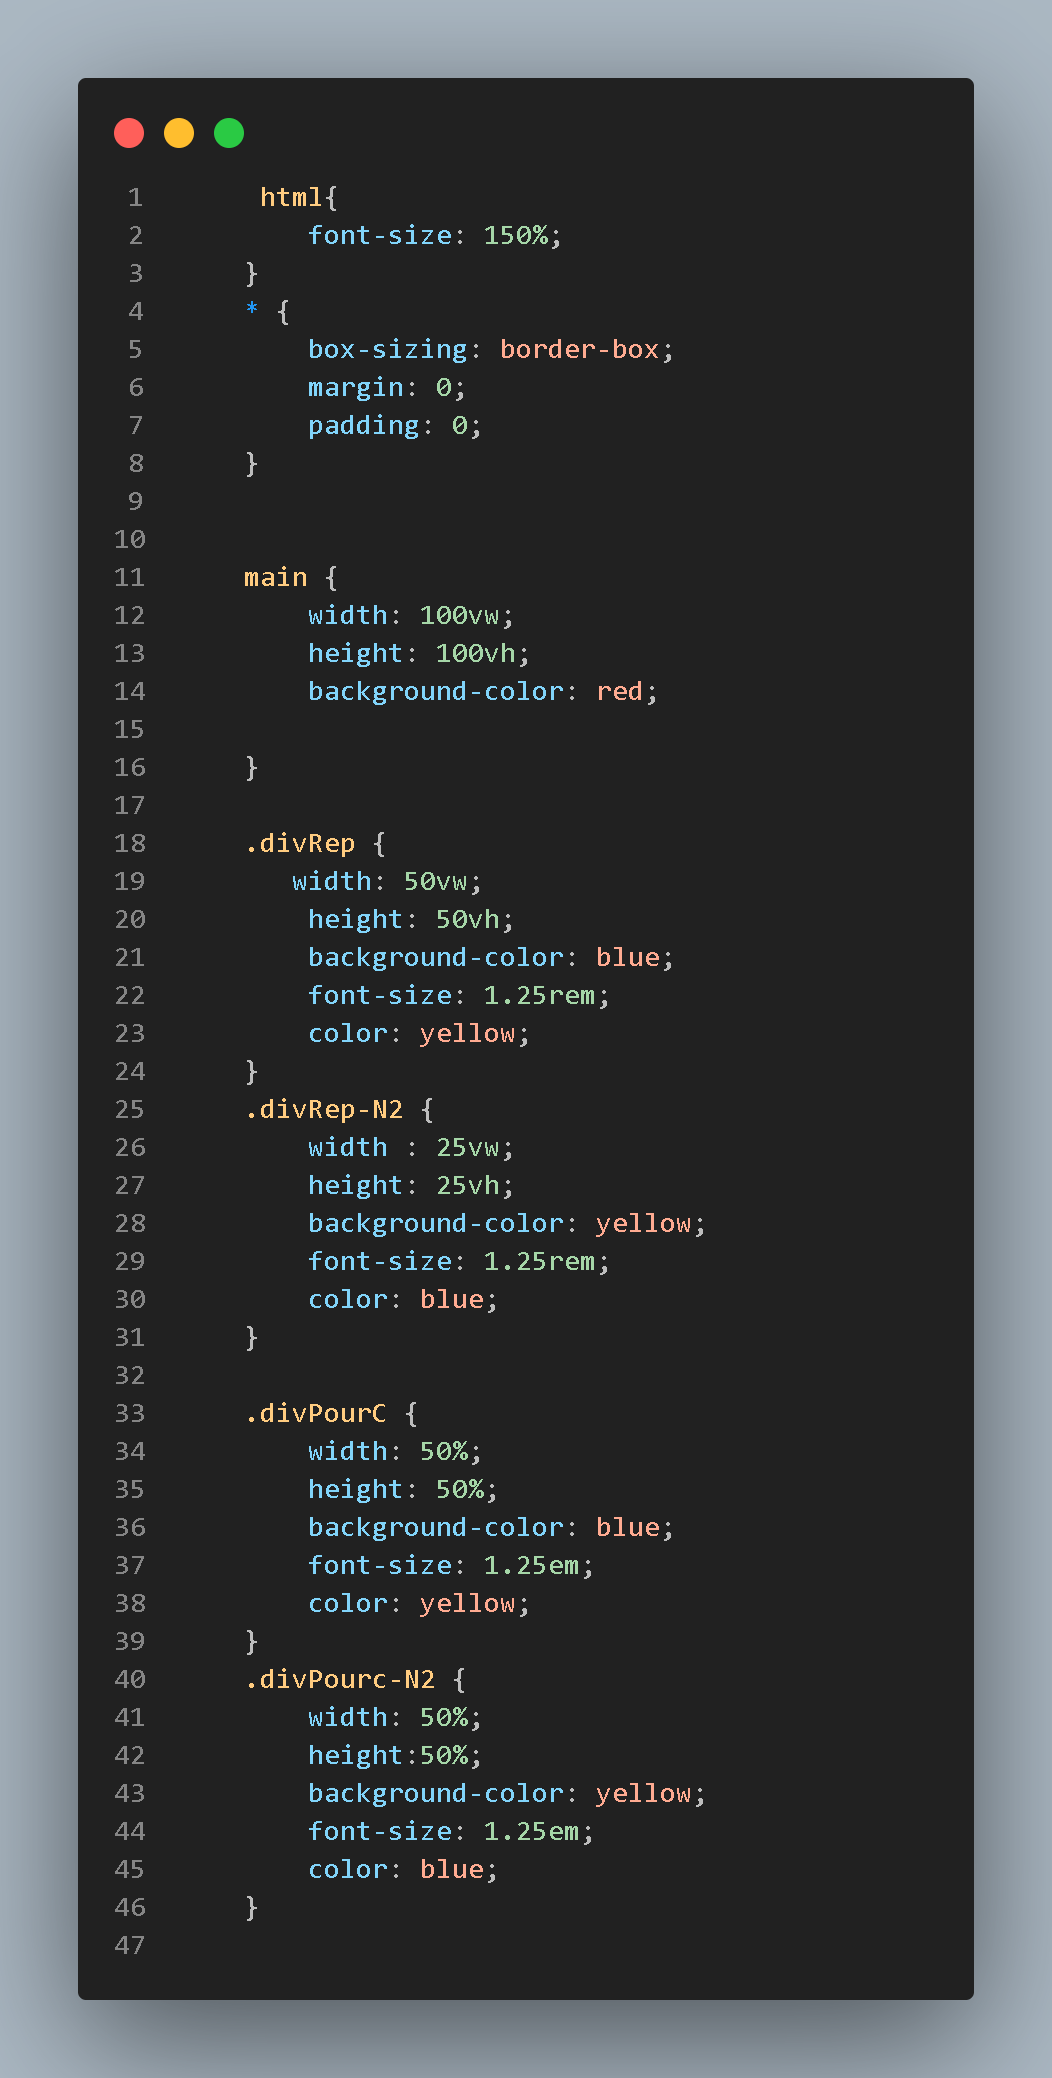 1 html{
2 font-size: 150%;
3 }
4 * {
5 box-sizing: border-box;
6 margin: 0;
7 padding: 0;
8 }
9
10
11 main {
12 width: 100vw;
13 height: 100vh;
14 background-color: red;
15
16 }
17
18 .divRep {
19 width: 50vw;
20 height: 50vh;
21 background-color: blue;
22 font-size: 1.25rem;
23 color: yellow;
24 }
25 .divRep-N2 {
26 width : 25vw;
27 height: 25vh;
28 background-color: yellow;
29 font-size: 1.25rem;
30 color: blue;
31 }
32
33 .divPourC {
34 width: 50%;
35 height: 50%;
36 background-color: blue;
37 font-size: 1.25em;
38 color: yellow;
39 }
40 .divPourc-N2 {
41 width: 50%;
42 height:50%;
43 background-color: yellow;
44 font-size: 1.25em;
45 color: blue;
46 }
47